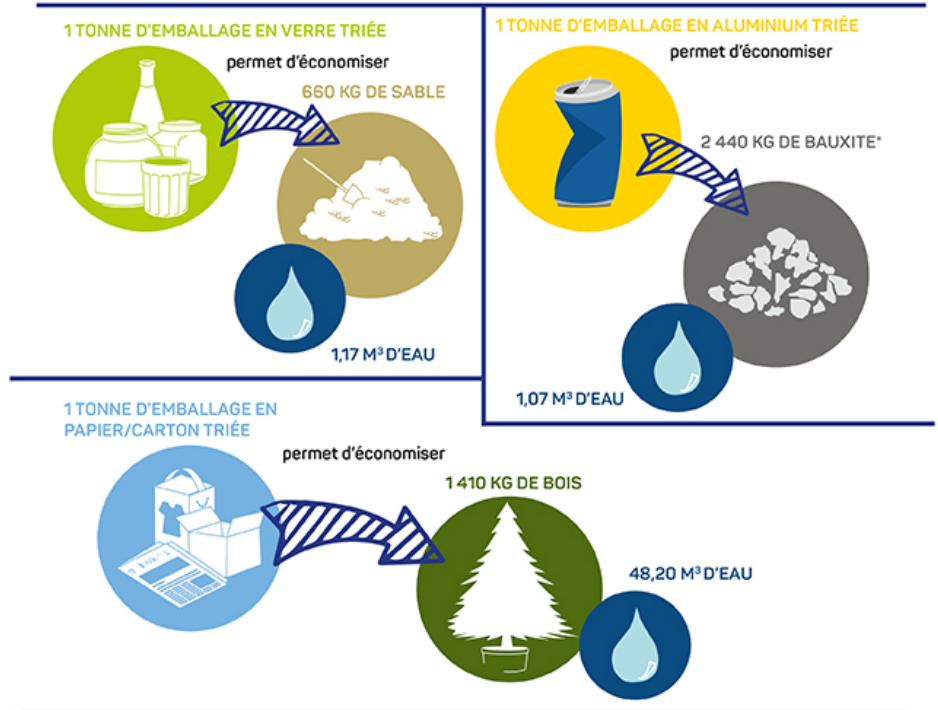 1 TONNE D'EMBALLAGE EN VERRE TRIÉE
permet d'économiser
660 KG DE SABLE
1,17 M³ D'EAU
1 TONNE D'EMBALLAGE EN ALUMINIUM TRIÉE
permet d'économiser
2 440 KG DE BAUXITE*
1,07 M³ D'EAU
1 TONNE D'EMBALLAGE EN
PAPIER/CARTON TRIÉE
permet d'économiser
1 410 KG DE BOIS
48,20 M³ D'EAU